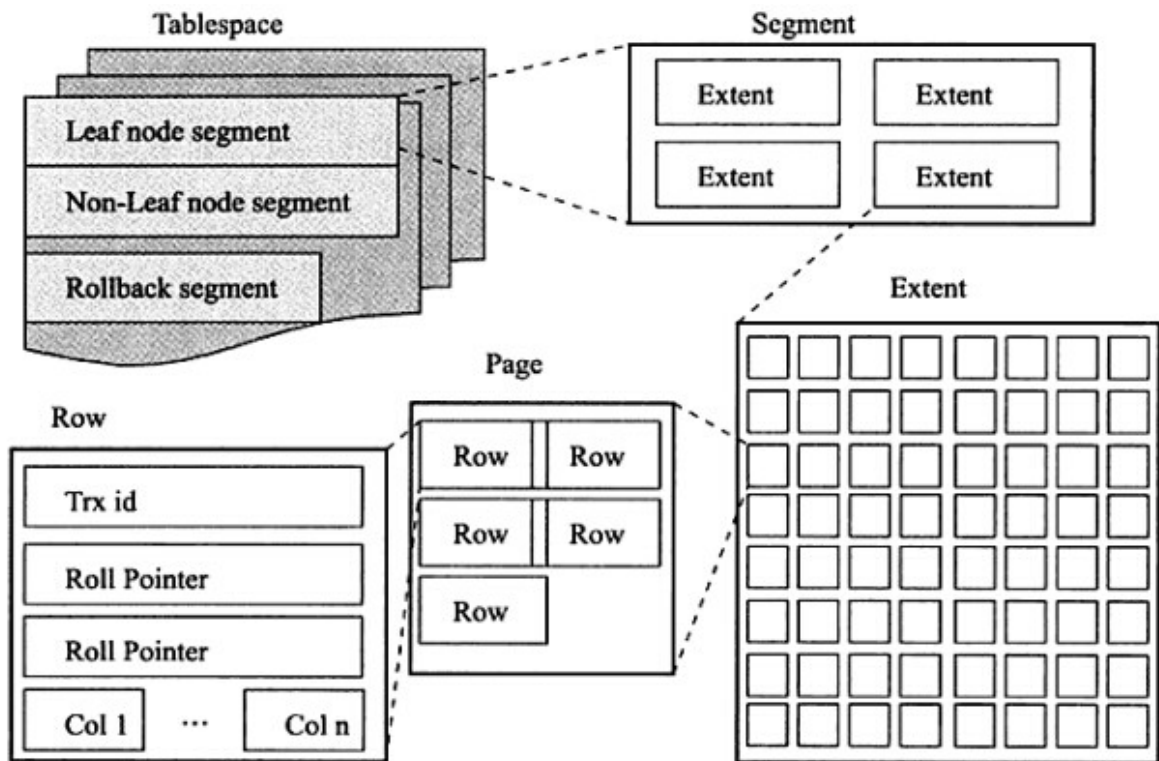 Tablespace
Leaf node segment
Non-Leaf node segment
Rollback segment
Segment
Extent Extent
Extent Extent
Extent
Page
Row Row
Row Row
Row
Row
Trx id
Roll Pointer
Roll Pointer
Col 1 ... Col n